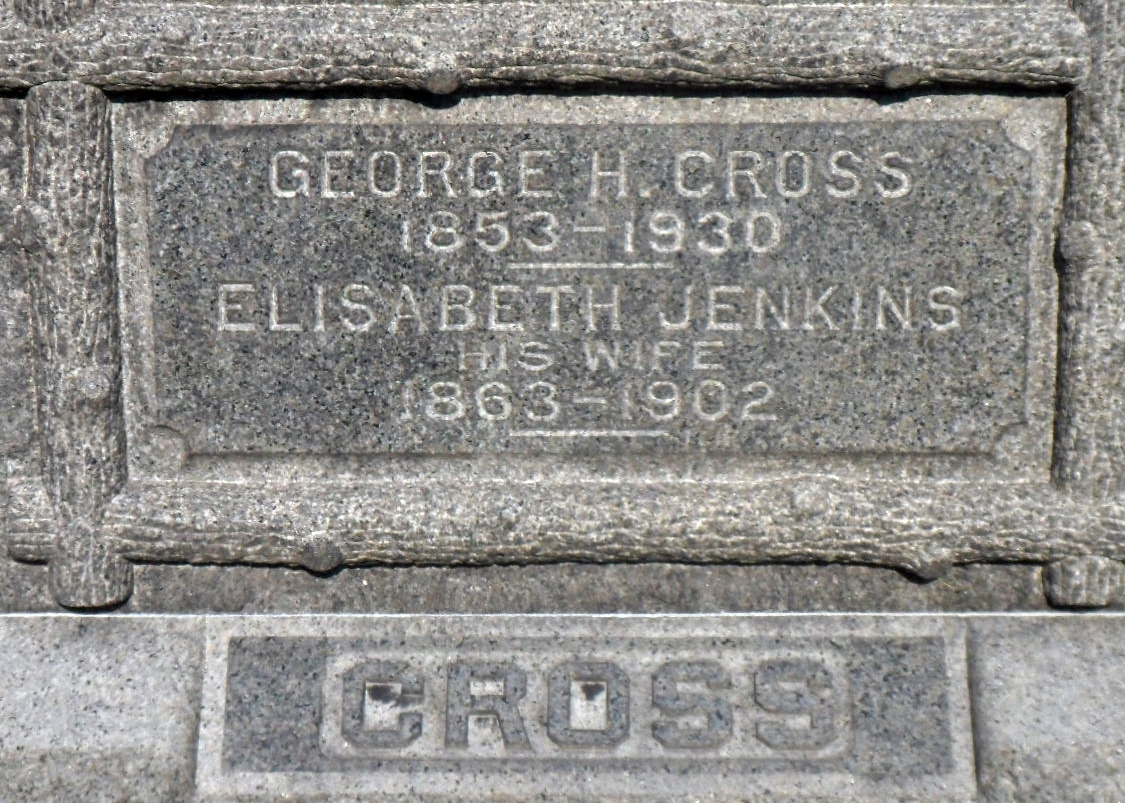 GEORGE H. CROSS
1853-1930
ELISABETH JENKINS
HIS WIFE
1863-1902
CROSS